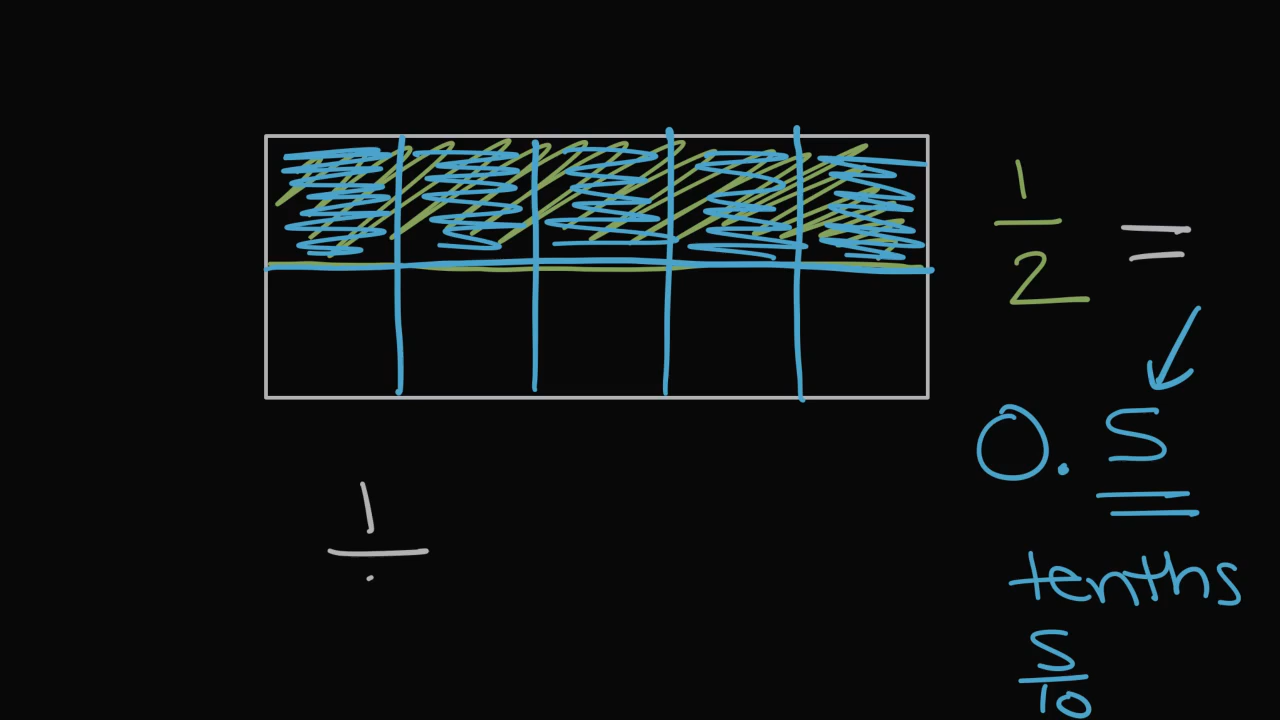 1/2 =
0.5
tenths
5/10
1/